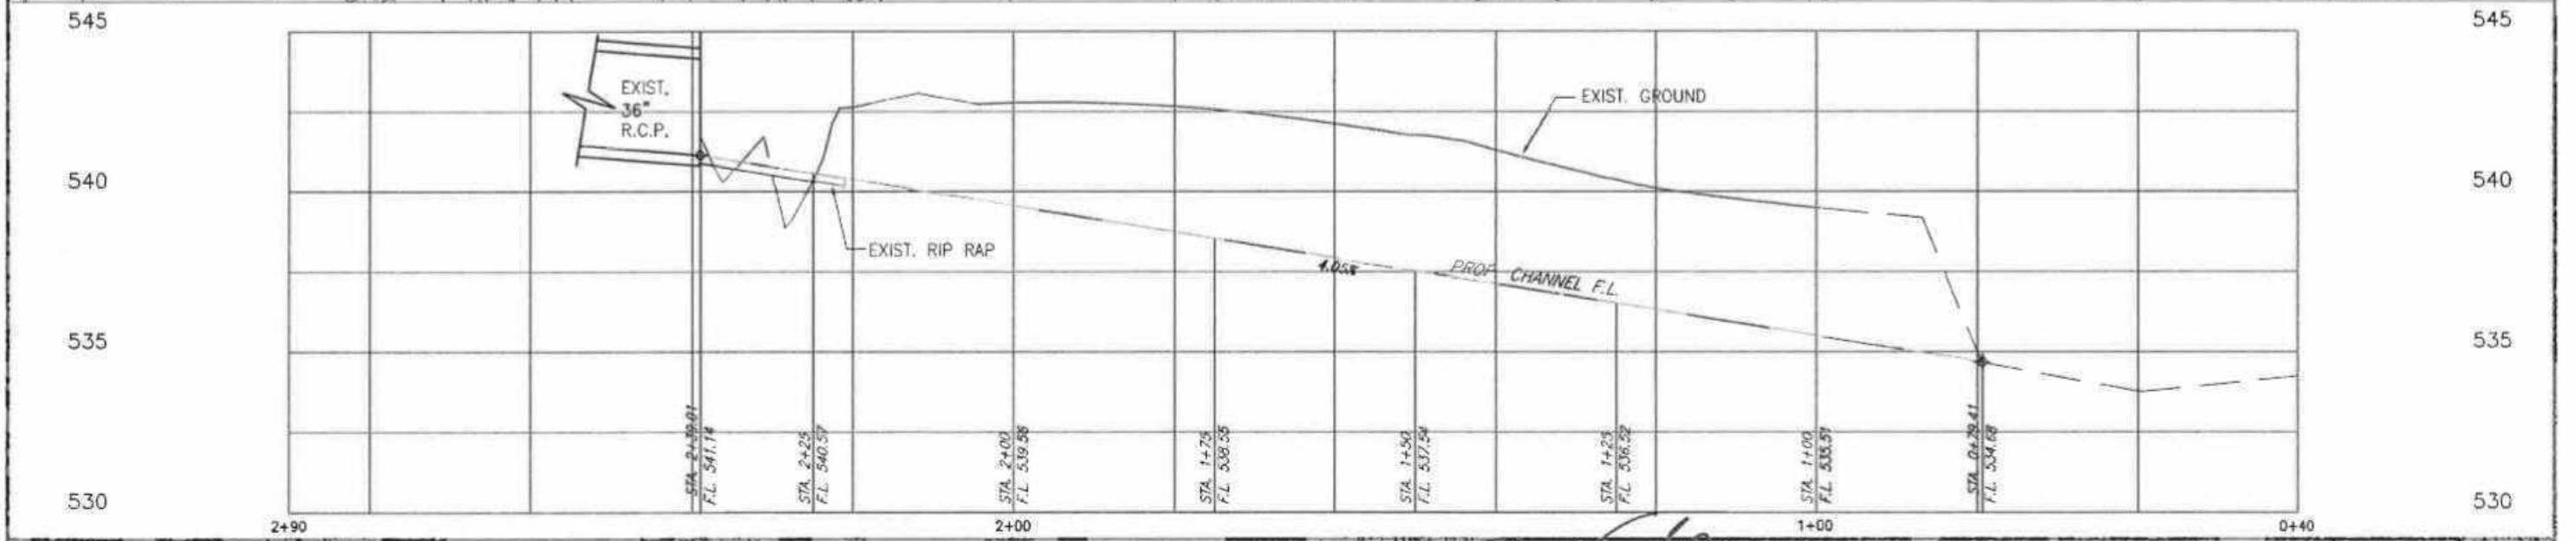 545
545
EXIST.
36"
R.C.P.
EXIST. GROUND
540
540
EXIST. RIP RAP
4.05%
PROP CHANNEL F.L.
535
535
STA. 2+39.01
F.L. 541.14
STA. 2+25
F.L. 540.57
STA. 2+00
F.L. 539.56
STA. 1+75
F.L. 538.55
STA. 1+50
F.L. 537.54
STA. 1+25
F.L. 536.52
STA. 1+00
F.L. 535.51
STA. 0+79.41
F.L. 534.68
530
530
2+90
2+00
1+00
0+40